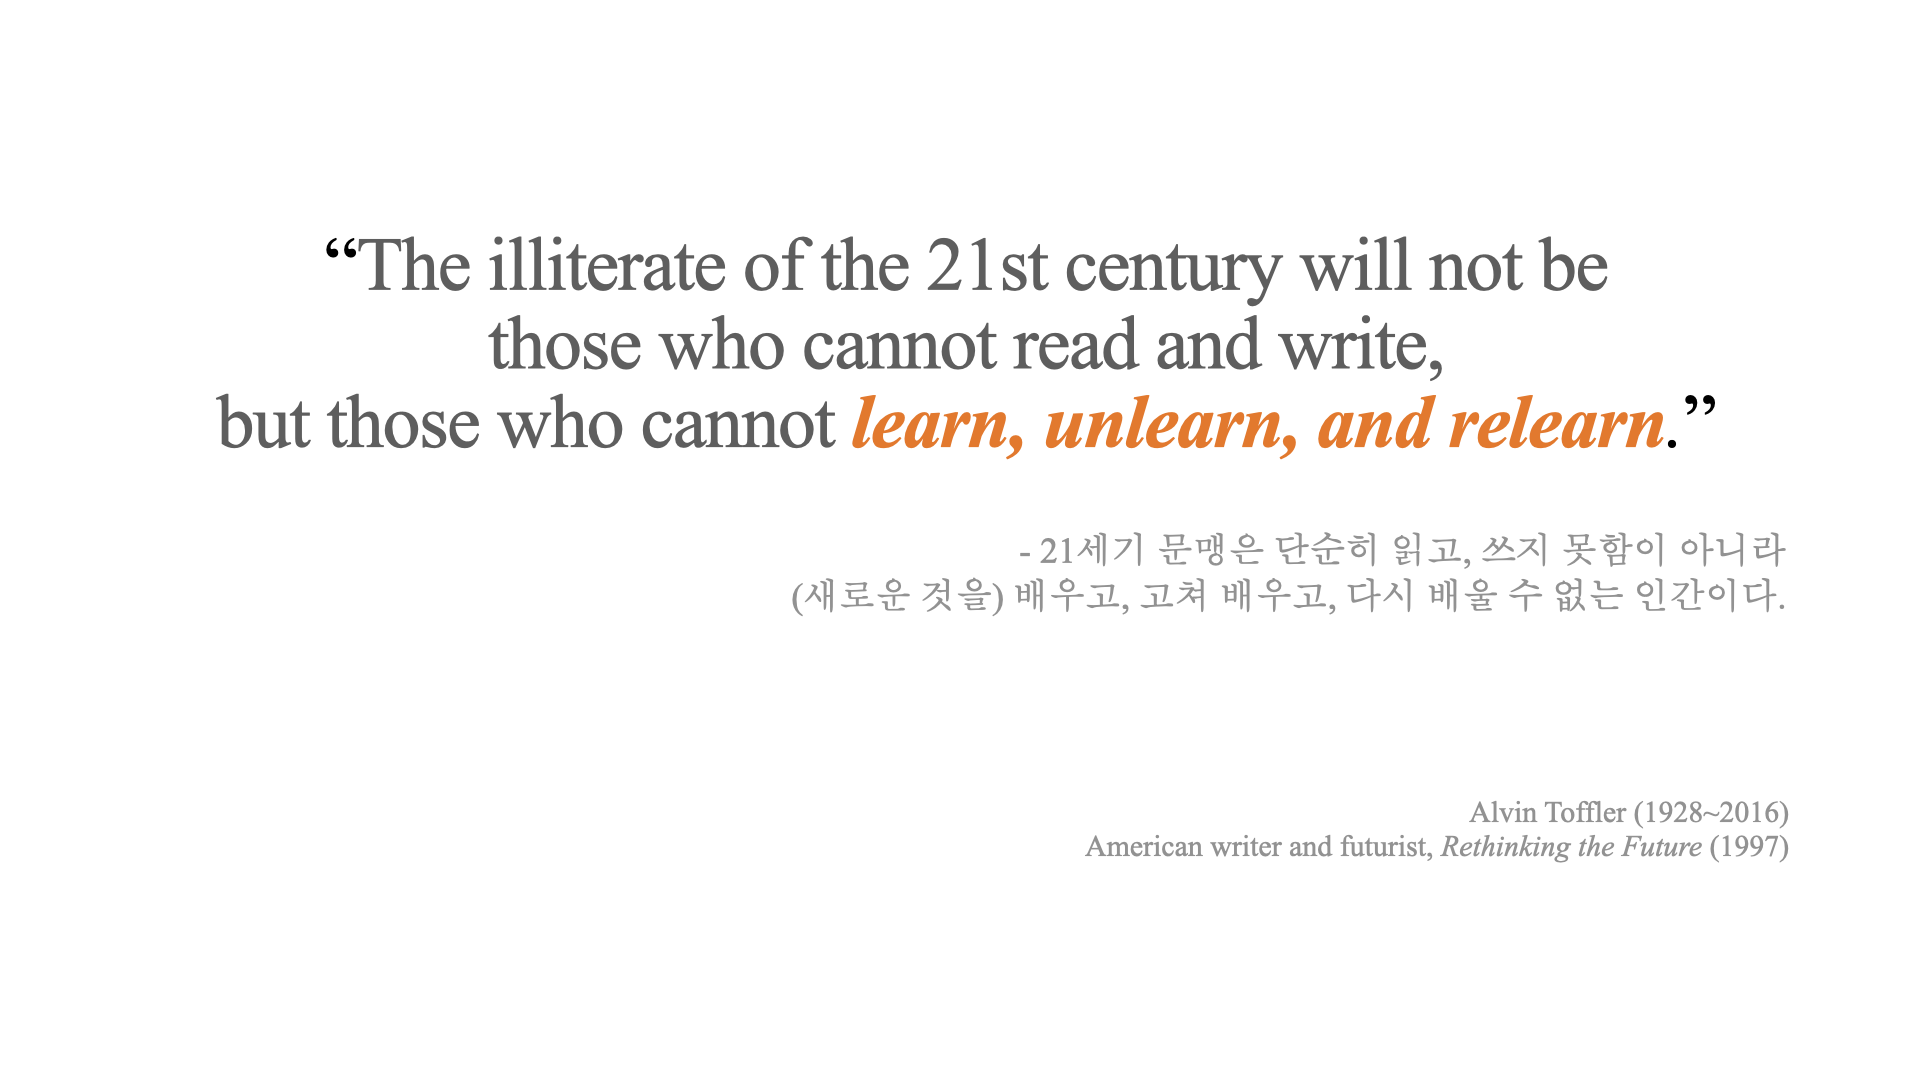 “The illiterate of the 21st century will not be
those who cannot read and write,
but those who cannot learn, unlearn, and relearn.”
- 21세기 문맹은 단순히 읽고, 쓰지 못함이 아니라
(새로운 것을) 배우고, 고쳐 배우고, 다시 배울 수 없는 인간이다.
Alvin Toffler (1928~2016)
American writer and futurist, Rethinking the Future (1997)